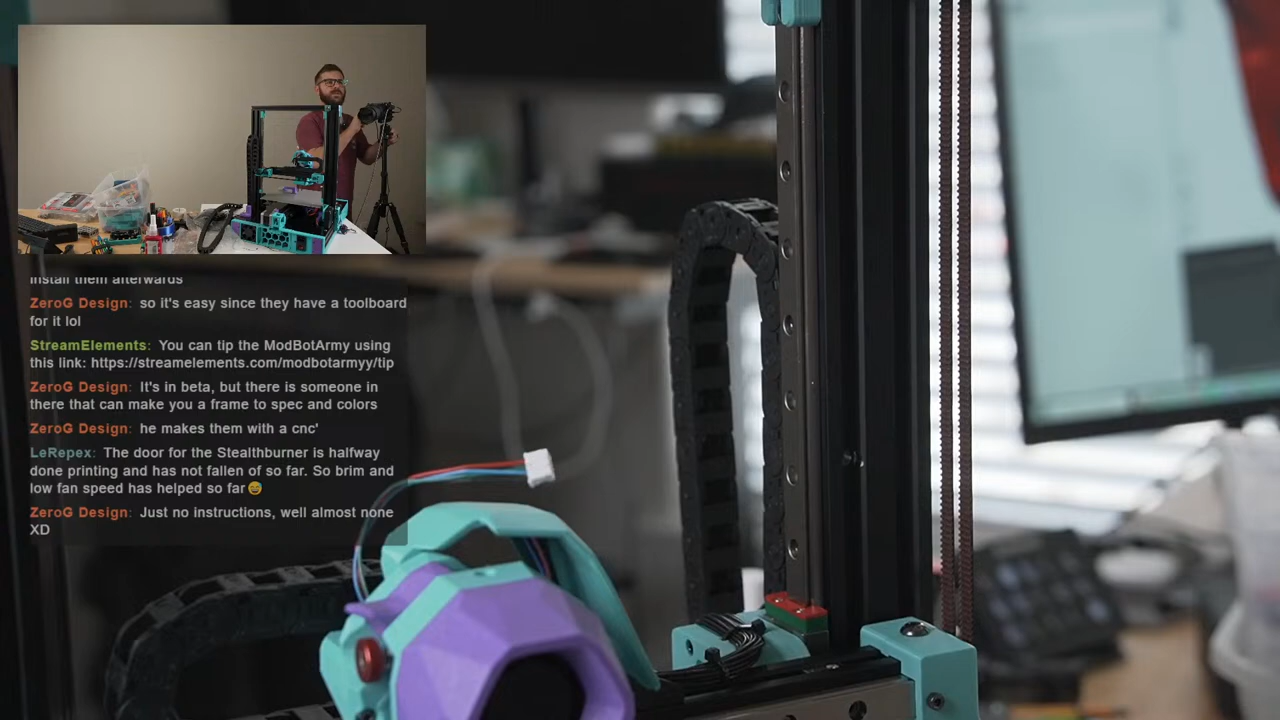 install them afterwards
ZeroG Design: so it's easy since they have a toolboard
for it lol
StreamElements: You can tip the ModBotArmy using
this link: https://streamelements.com/modbotarmyy/tip
ZeroG Design: It's in beta, but there is someone in
there that can make you a frame to spec and colors
ZeroG Design: he makes them with a cnc'
LeRepex: The door for the Stealthburner is halfway
done printing and has not fallen of so far. So brim and
low fan speed has helped so far😅
ZeroG Design: Just no instructions, well almost none
XD